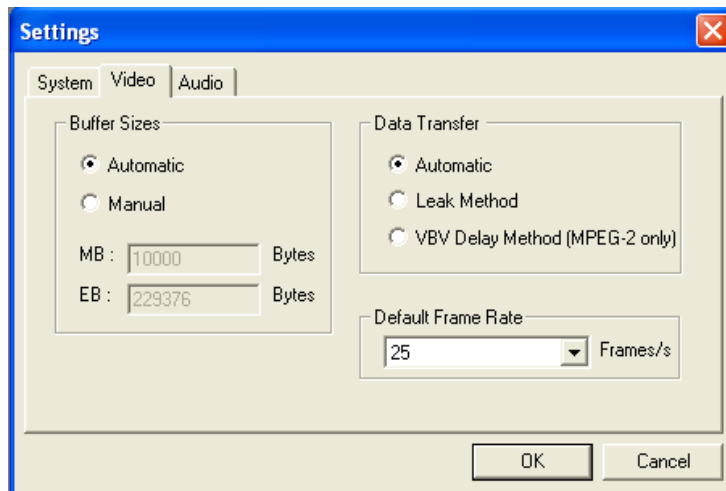 Settings
System Video Audio
Buffer Sizes
Automatic
Manual
MB : 10000 Bytes
EB : 229376 Bytes
Data Transfer
Automatic
Leak Method
VBV Delay Method (MPEG-2 only)
Default Frame Rate
25 Frames/s
OK Cancel